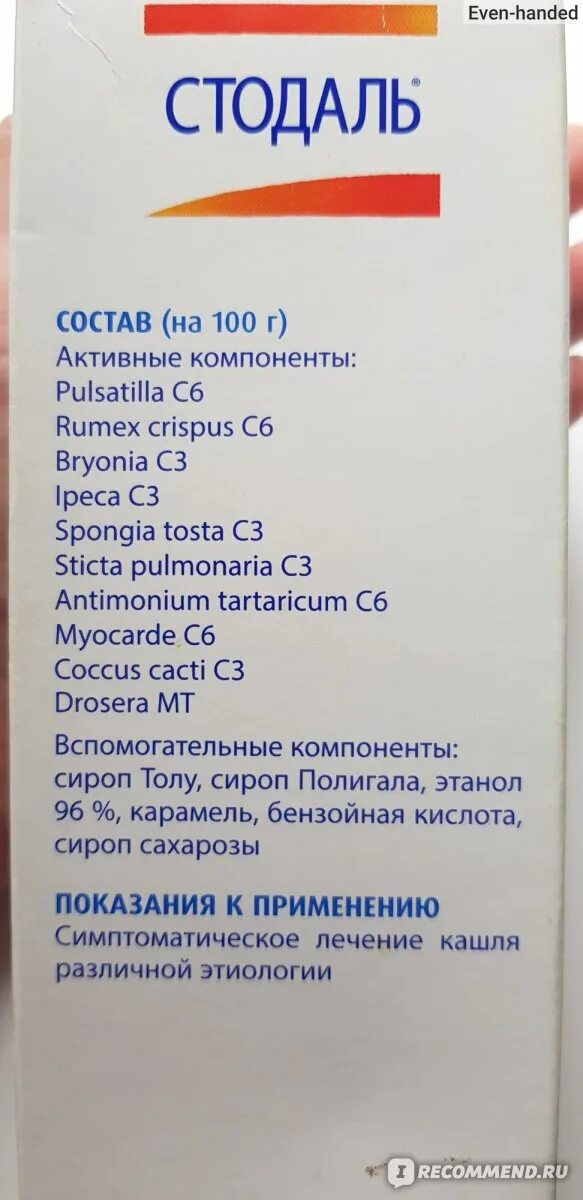 Even-handed
СТОДАЛЬ®
СОСТАВ (на 100 г)
Активные компоненты:
Pulsatilla C6
Rumex crispus C6
Bryonia C3
Ipeca C3
Spongia tosta C3
Sticta pulmonaria C3
Antimonium tartaricum C6
Myocarde C6
Coccus cacti C3
Drosera MT
Вспомогательные компоненты:
сироп Толу, сироп Полигала, этанол
96 %, карамель, бензойная кислота,
сироп сахарозы
ПОКАЗАНИЯ К ПРИМЕНЕНИЮ
Симптоматическое лечение кашля
различной этиологии
IRECOMMEND.RU